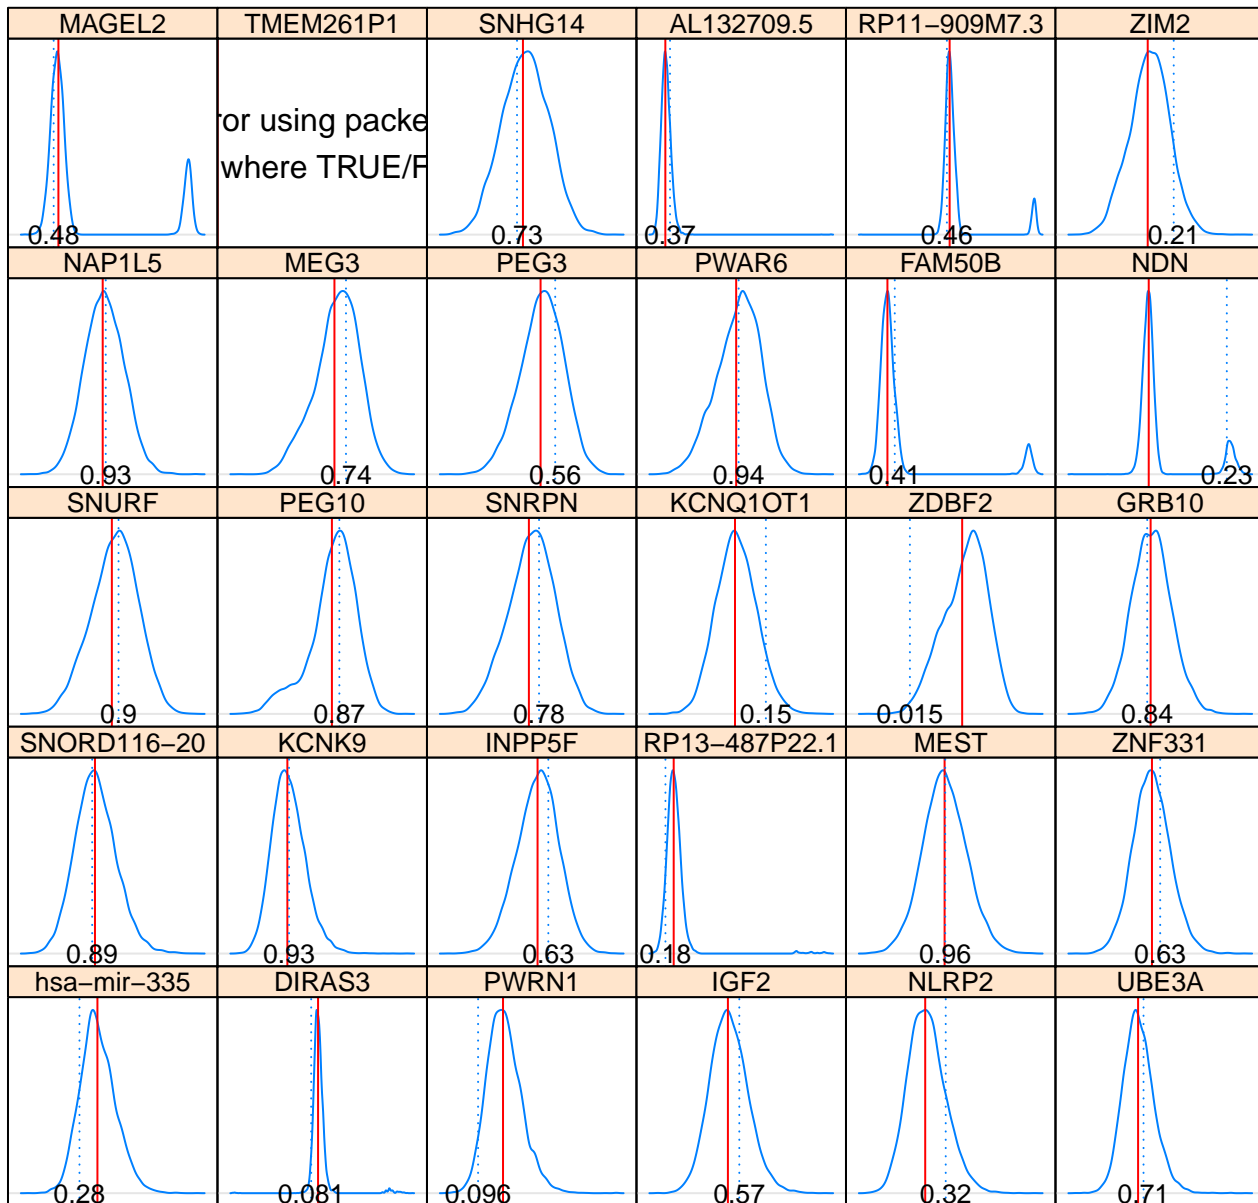 MAGEL2 TMEM261P1 SNHG14 AL132709.5 RP11−909M7.3 ZIM2
or using packe
where TRUE/F
0.48 0.73 0.37 0.46 0.21
NAP1L5 MEG3 PEG3 PWAR6 FAM50B NDN
0.93 0.74 0.56 0.94 0.41 0.23
SNURF PEG10 SNRPN KCNQ1OT1 ZDBF2 GRB10
0.9 0.87 0.78 0.15 0.015 0.84
SNORD116−20 KCNK9 INPP5F RP13−487P22.1 MEST ZNF331
0.89 0.93 0.63 0.18 0.96 0.63
hsa−mir−335 DIRAS3 PWRN1 IGF2 NLRP2 UBE3A
0.28 0.081 0.096 0.57 0.32 0.71